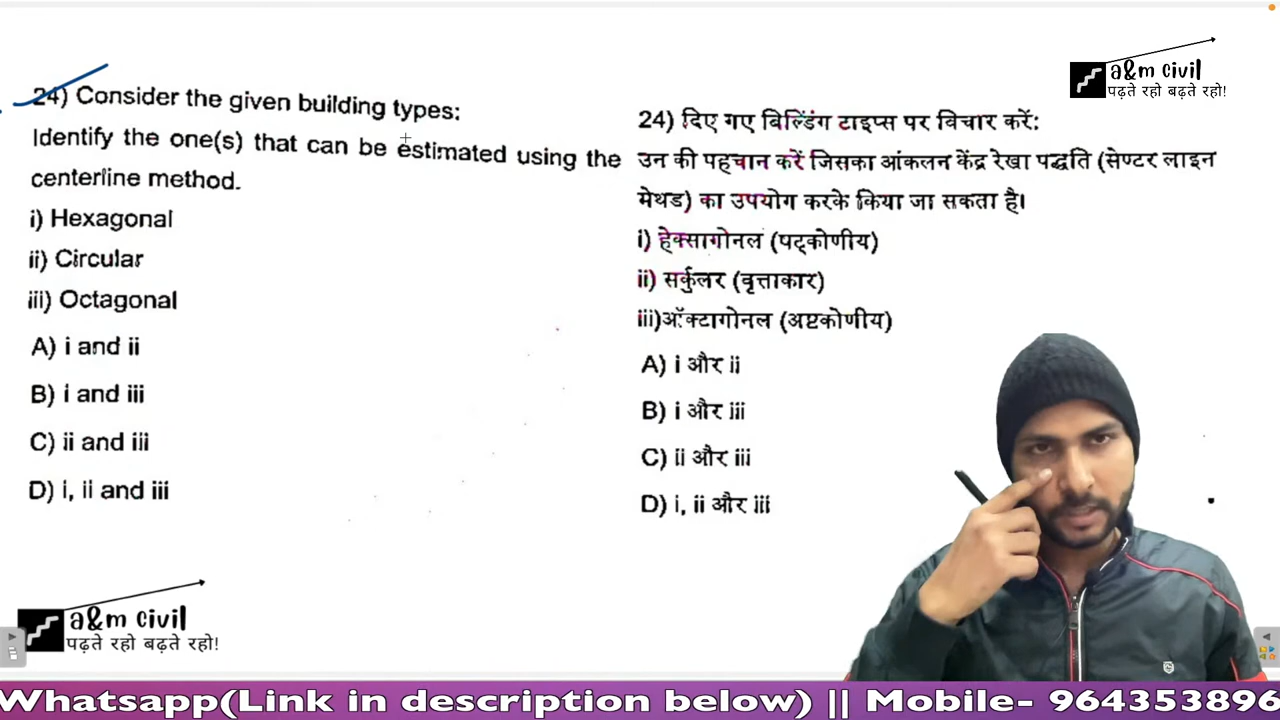 a&m civil
पढ़ते रहो बढ़ते रहो!
24) Consider the given building types:
Identify the one(s) that can be estimated using the
centerline method.
i) Hexagonal
ii) Circular
iii) Octagonal
A) i and ii
B) i and iii
C) ii and iii
D) i, ii and iii
24) दिए गए बिल्डिंग टाइप्स पर विचार करें:
उन की पहचान करें जिसका आंकलन केंद्र रेखा पद्धति (सेण्टर लाइन
मेथड) का उपयोग करके किया जा सकता है।
i) हेक्सागोनल (षट्कोणीय)
ii) सर्कुलर (वृत्ताकार)
iii)ऑक्टागोनल (अष्टकोणीय)
A) i और ii
B) i और iii
C) ii और iii
D) i, ii और iii
a&m civil
पढ़ते रहो बढ़ते रहो!
Whatsapp(Link in description below) || Mobile- 964353896